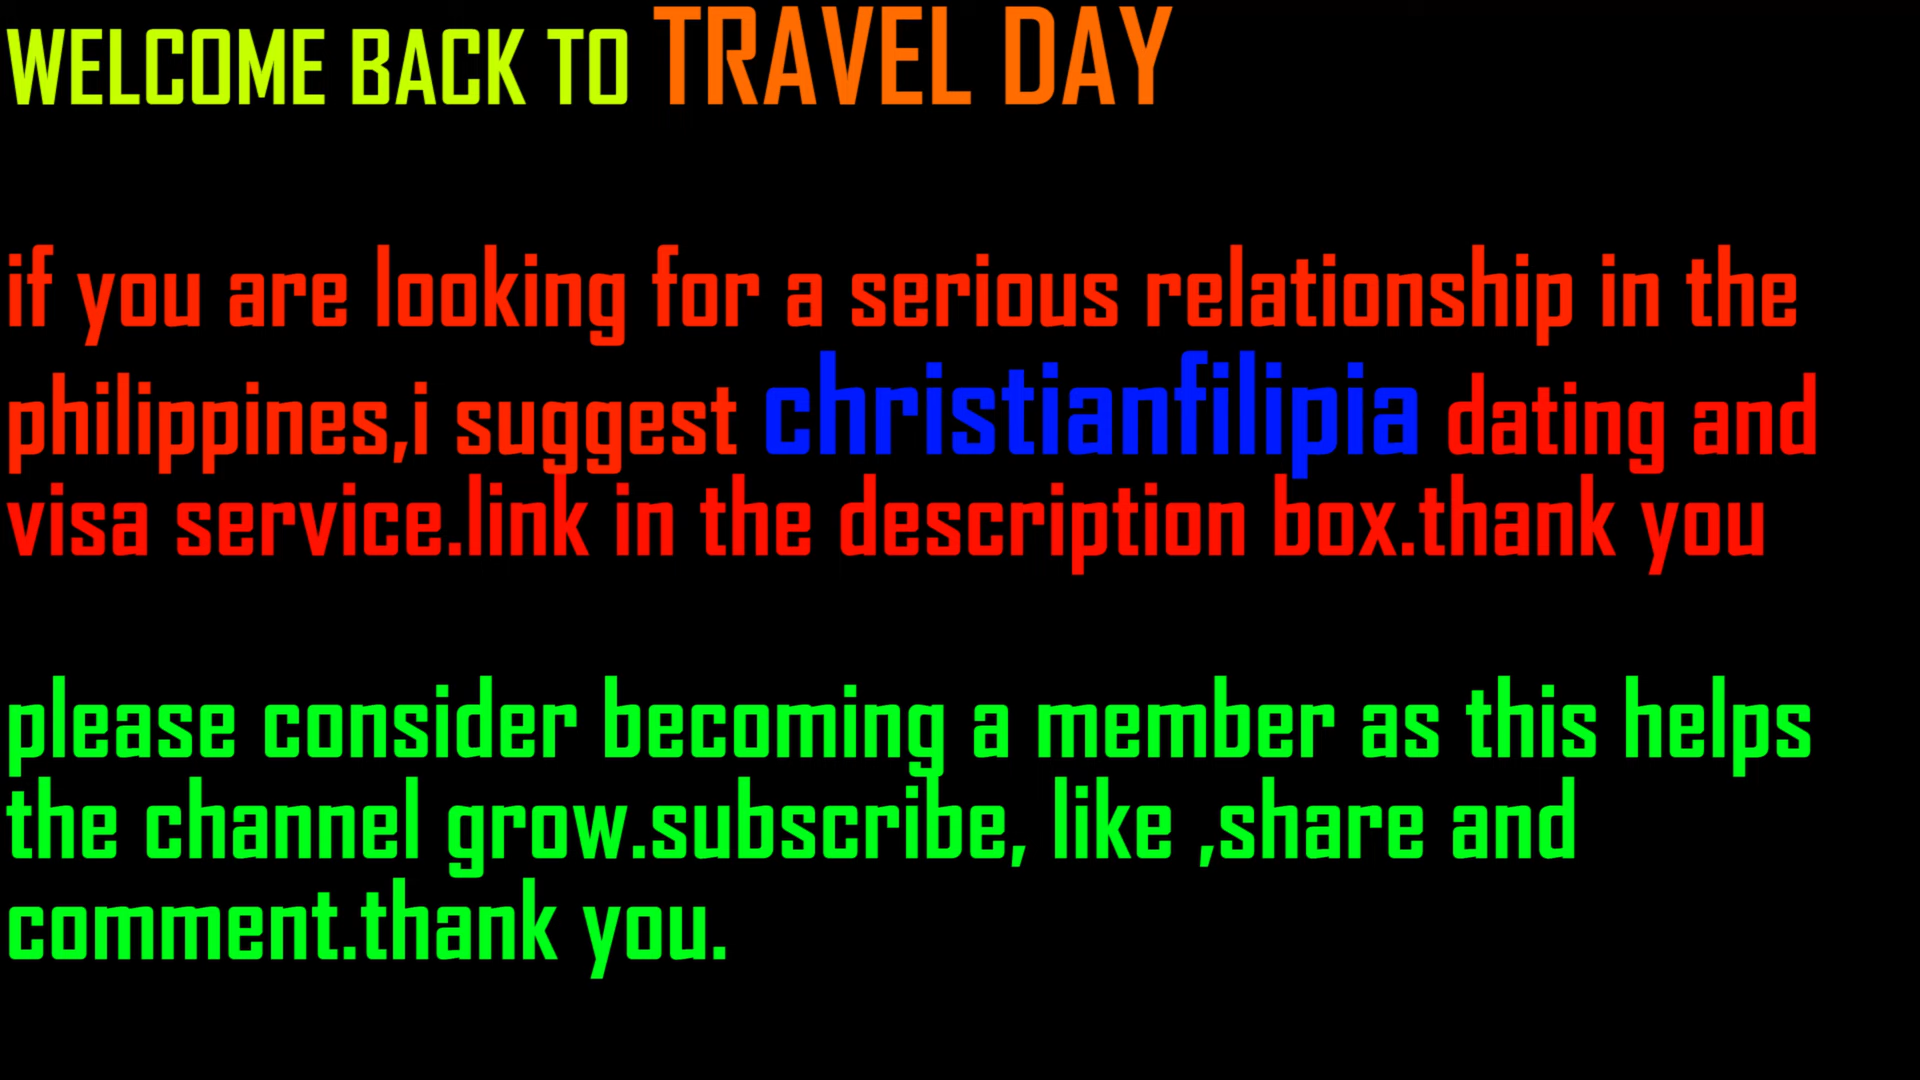 WELCOME BACK TO TRAVEL DAY
if you are looking for a serious relationship in the
philippines,i suggest christianfilipia dating and
visa service.link in the description box.thank you
please consider becoming a member as this helps
the channel grow.subscribe, like ,share and
comment.thank you.